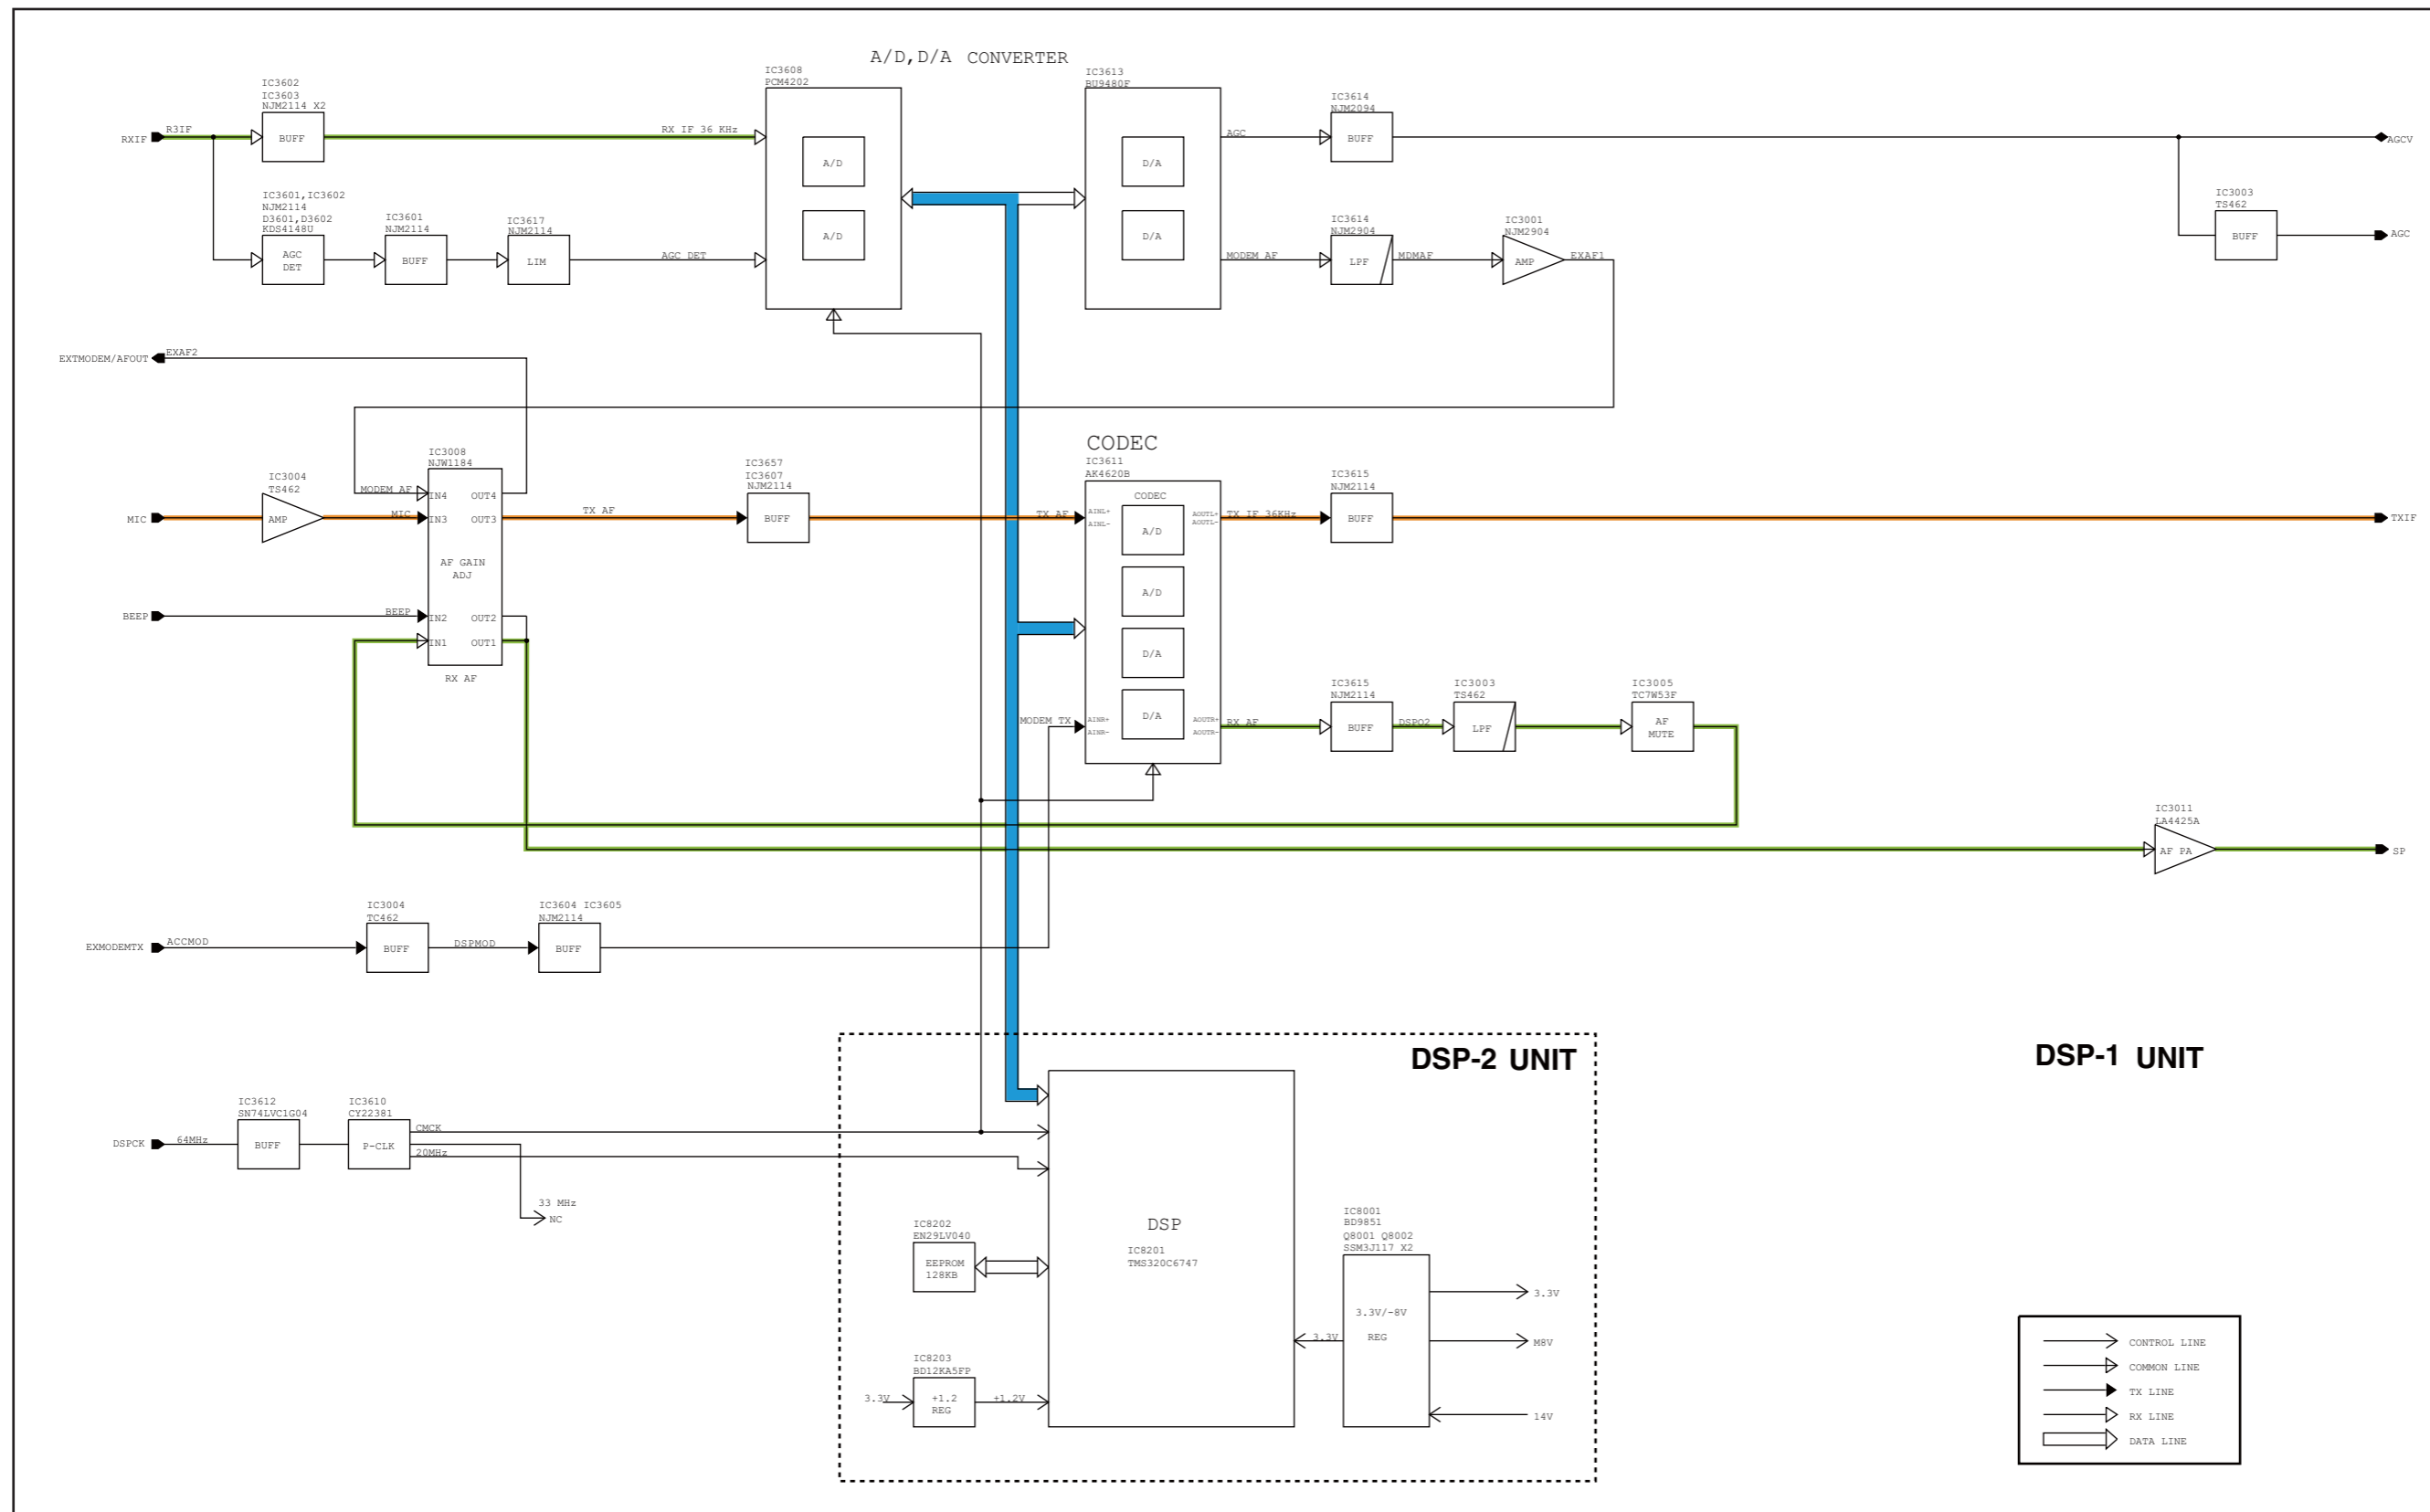 A/D,D/A CONVERTER
IC3602
IC3603
NJM2114 X2
RXIF
R3IF
BUFF
RX IF 36 KHz
IC3608
PCM4202
A/D
A/D
IC3613
BU9480F
D/A
D/A
AGC
IC3614
NJM2094
BUFF
AGCV
IC3003
TS462
BUFF
AGC
IC3601,IC3602
NJM2114
D3601,D3602
KDS4148U
AGC
DET
IC3601
NJM2114
BUFF
IC3617
NJM2114
LIM
AGC DET
MODEM AF
IC3614
NJM2904
LPF
MDMAF
IC3001
NJM2904
AMP
EXAF1
EXTMODEM/AFOUT
EXAF2
MIC
IC3004
TS462
AMP
MODEM AF
MIC
IC3008
NJW1184
IN4
OUT4
IN3
OUT3
AF GAIN
ADJ
BEEP
BEEP
IN2
OUT2
IN1
OUT1
RX AF
TX AF
IC3657
IC3607
NJM2114
BUFF
TX AF
CODEC
IC3611
AK4620B
CODEC
AINL+
AINL-
AOUTL+
AOUTL-
A/D
A/D
D/A
D/A
TX IF 36KHz
IC3615
NJM2114
BUFF
TXIF
MODEM TX
AINR+
AINR-
AOUTR+
AOUTR-
RX AF
IC3615
NJM2114
BUFF
DSPO2
IC3003
TS462
LPF
IC3005
TC7W53F
AF
MUTE
IC3011
LA4425A
AF PA
SP
EXMODEMTX
ACCMOD
IC3004
TC462
BUFF
DSPMOD
IC3604 IC3605
NJM2114
BUFF
DSP-2 UNIT
DSP-1 UNIT
DSPCK
64MHz
IC3612
SN74LVC1G04
BUFF
IC3610
CY22381
P-CLK
CMCK
20MHz
33 MHz
NC
DSP
IC8201
TMS320C6747
IC8202
EN29LV040
EEPROM
128KB
IC8203
BD12KA5FP
3.3V
+1.2
REG
+1.2V
IC8001
BD9851
Q8001 Q8002
SSM3J117 X2
3.3V/-8V
REG
3.3V
3.3V
M8V
14V
CONTROL LINE
COMMON LINE
TX LINE
RX LINE
DATA LINE